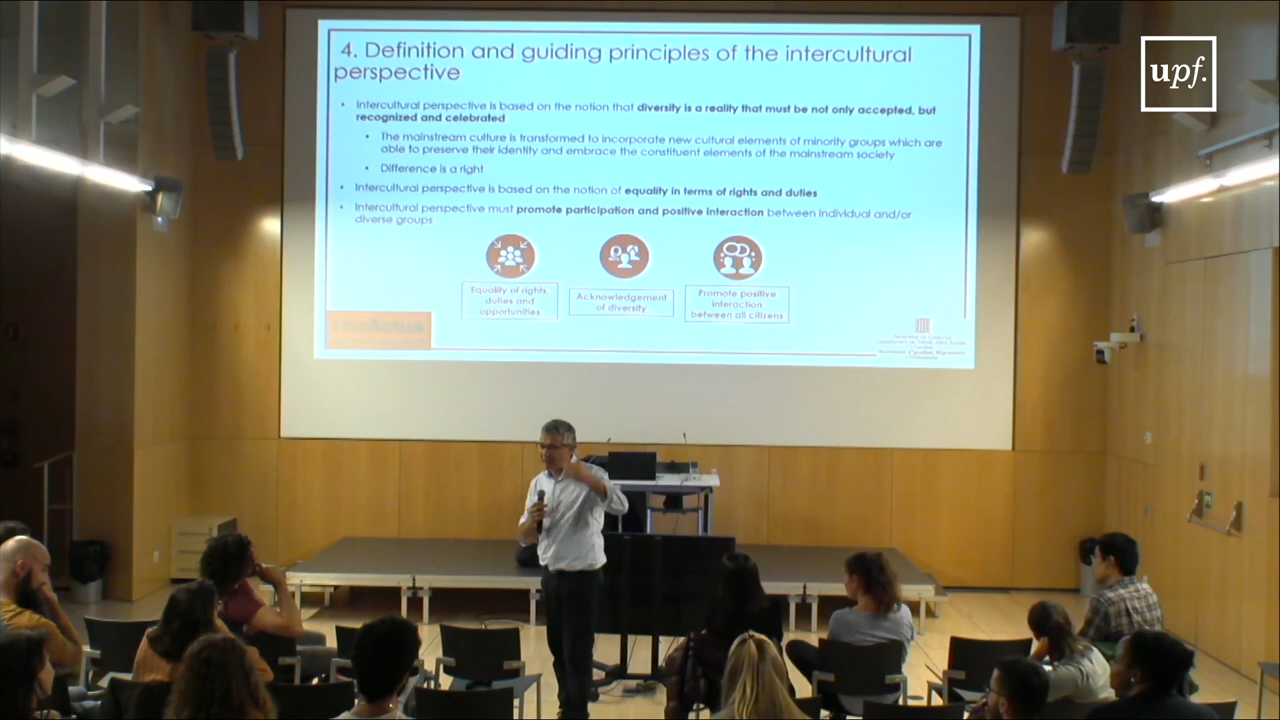 4. Definition and guiding principles of the intercultural
perspective
upf.
• Intercultural perspective is based on the notion that diversity is a reality that must be not only accepted, but
recognized and celebrated
• The mainstream culture is transformed to incorporate new cultural elements of minority groups which are
able to preserve their identity and embrace the constituent elements of the mainstream society
• Difference is a right
• Intercultural perspective is based on the notion of equality in terms of rights and duties
• Intercultural perspective must promote participation and positive interaction between individual and/or
diverse groups
Equality of rights,
duties and
opportunities
Acknowledgement
of diversity
Promote positive
interaction
between all citizens